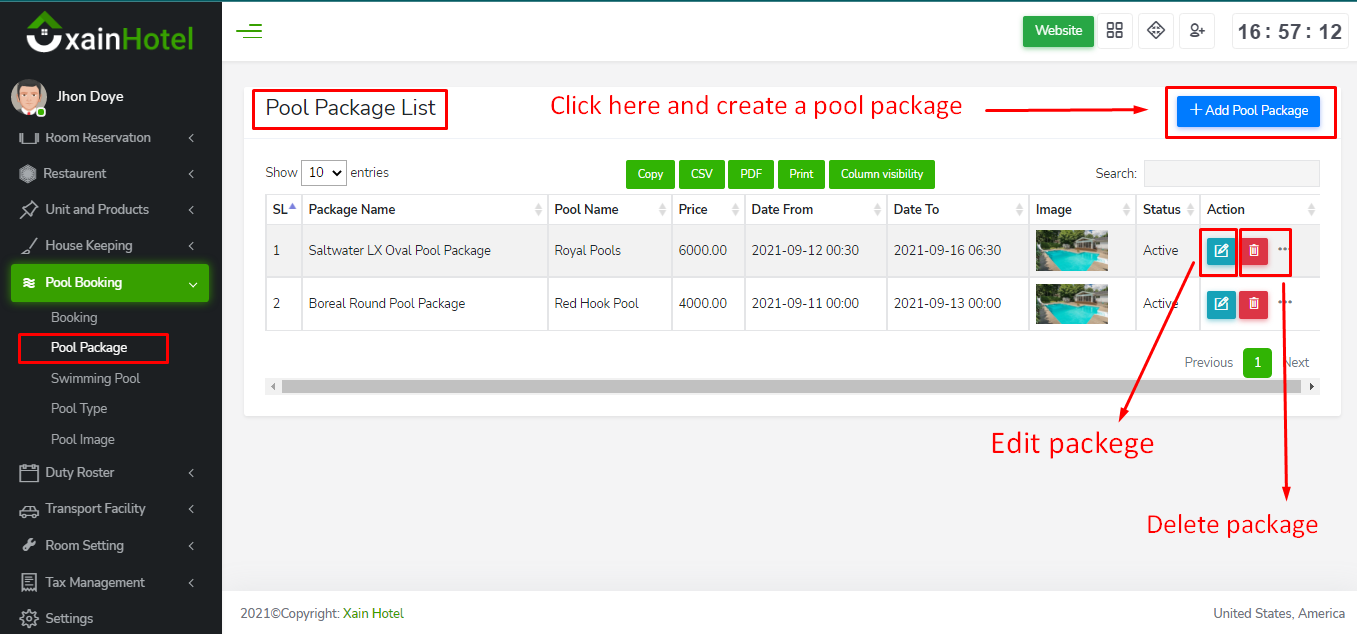 xainHotel
Website
16 : 57 : 12
Jhon Doye
Room Reservation
Restaurent
Unit and Products
House Keeping
Pool Booking
Booking
Pool Package
Swimming Pool
Pool Type
Pool Image
Duty Roster
Transport Facility
Room Setting
Tax Management
Settings
Pool Package List
Click here and create a pool package
+ Add Pool Package
Show 10 entries
Copy CSV PDF Print Column visibility
Search:
SL Package Name Pool Name Price Date From Date To Image Status Action
1 Saltwater LX Oval Pool Package Royal Pools 6000.00 2021-09-12 00:30 2021-09-16 06:30 Active ...
2 Boreal Round Pool Package Red Hook Pool 4000.00 2021-09-11 00:00 2021-09-13 00:00 Active ...
Previous 1 Next
Edit packege
Delete package
2021©Copyright: Xain Hotel
United States, America